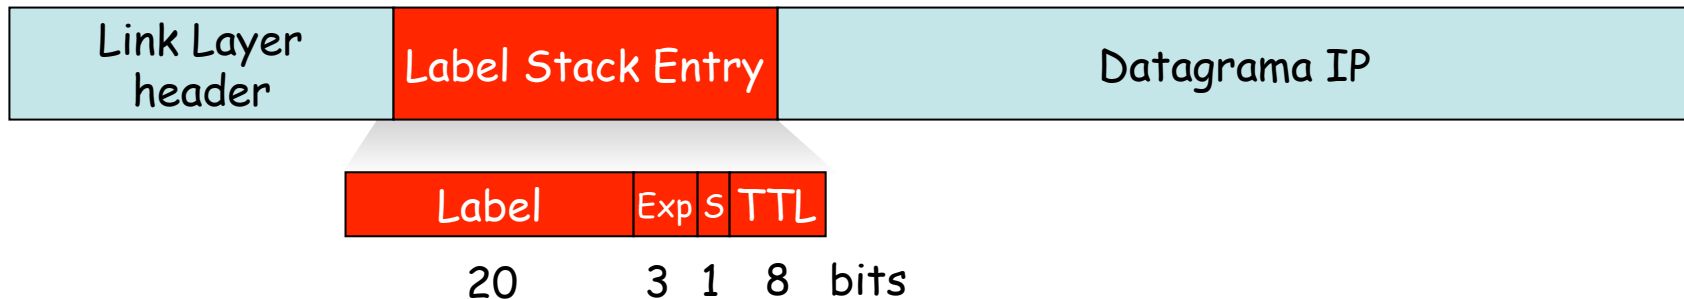 Link Layer
header
Label Stack Entry
Datagrama IP
Label Exp S TTL
20 3 1 8 bits